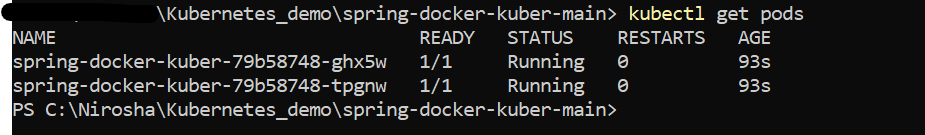 \Kubernetes_demo\spring-docker-kuber-main> kubectl get pods
NAME READY STATUS RESTARTS AGE
spring-docker-kuber-79b58748-ghx5w 1/1 Running 0 93s
spring-docker-kuber-79b58748-tpgnw 1/1 Running 0 93s
PS C:\Nirosha\Kubernetes_demo\spring-docker-kuber-main>